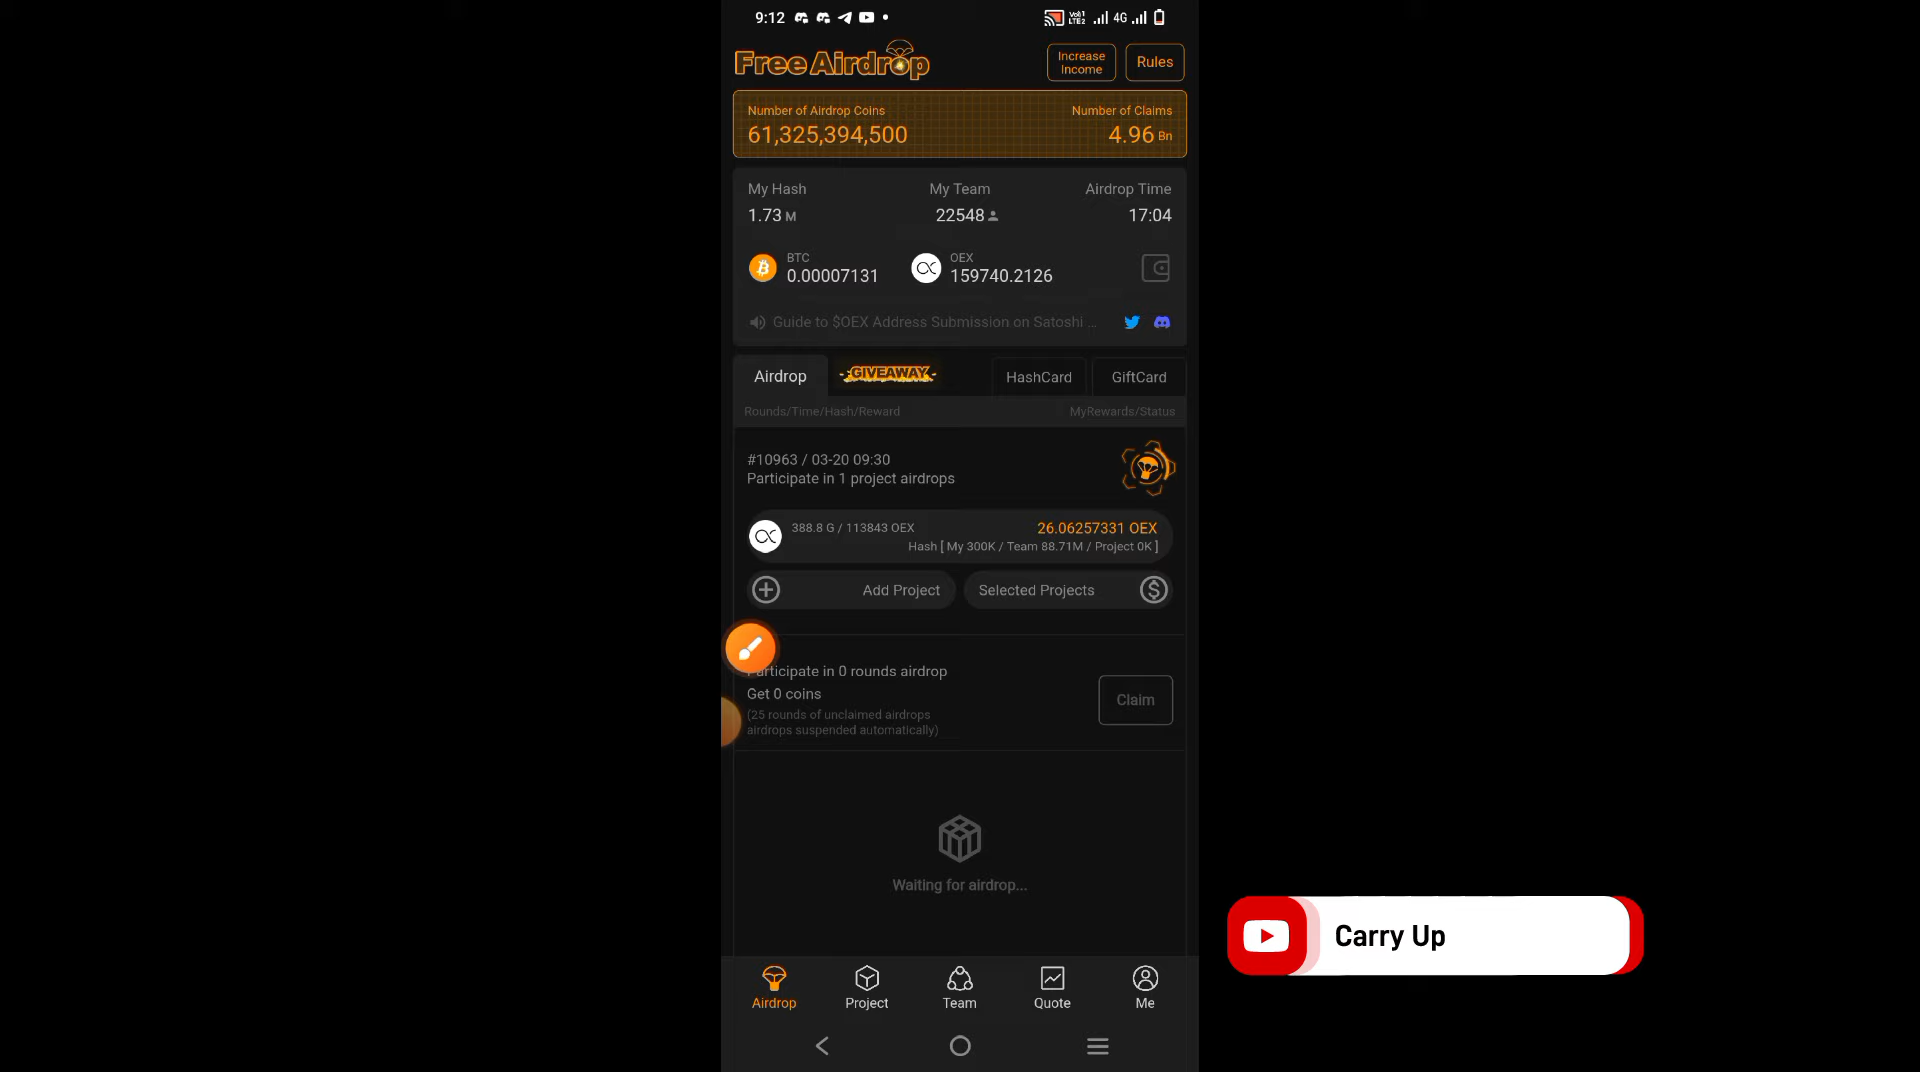 9:12
VoLTE1 LTE2 4G
Free Airdrop
Increase Income
Rules
Number of Airdrop Coins
Number of Claims
61,325,394,500
4.96 Bn
My Hash
My Team
Airdrop Time
1.73 M
22548
17:04
BTC
0.00007131
OEX
159740.2126
Guide to $OEX Address Submission on Satoshi ...
Airdrop
GIVEAWAY
HashCard
GiftCard
Rounds/Time/Hash/Reward
MyRewards/Status
#10963 / 03-20 09:30
Participate in 1 project airdrops
388.8 G / 113843 OEX
26.06257331 OEX
Hash [ My 300K / Team 88.71M / Project 0K ]
Add Project
Selected Projects
articipate in 0 rounds airdrop
Get 0 coins
(25 rounds of unclaimed airdrops
airdrops suspended automatically)
Claim
Waiting for airdrop...
Carry Up
Airdrop
Project
Team
Quote
Me